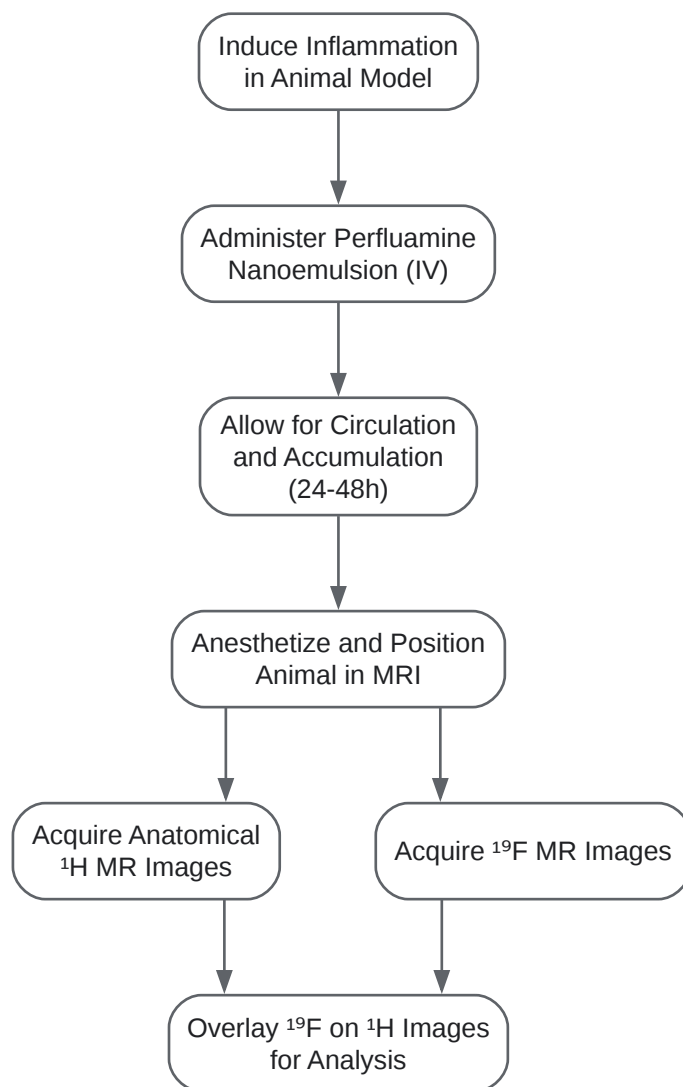 Induce Inflammation
in Animal Model
Administer Perfluamine
Nanoemulsion (IV)
Allow for Circulation
and Accumulation
(24-48h)
Anesthetize and Position
Animal in MRI
Acquire Anatomical
¹H MR Images
Acquire ¹⁹F MR Images
Overlay ¹⁹F on ¹H Images
for Analysis